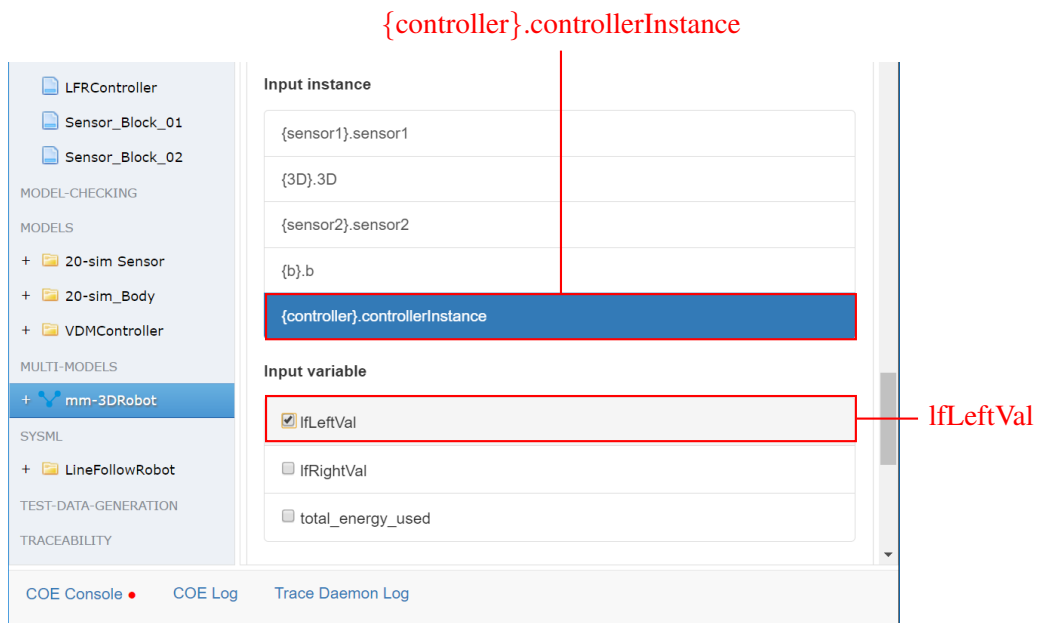 {controller}.controllerInstance
LFRController
Sensor_Block_01
Sensor_Block_02
MODEL-CHECKING
MODELS
+ 20-sim Sensor
+ 20-sim_Body
+ VDMController
MULTI-MODELS
+ mm-3DRobot
SYSML
+ LineFollowRobot
TEST-DATA-GENERATION
TRACEABILITY
Input instance
{sensor1}.sensor1
{3D}.3D
{sensor2}.sensor2
{b}.b
{controller}.controllerInstance
Input variable
lfLeftVal
lfRightVal
total_energy_used
lfLeftVal
COE Console
COE Log
Trace Daemon Log